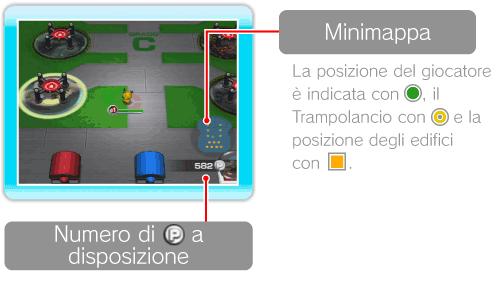 Minimappa
La posizione del giocatore
è indicata con , il
Trampolancio con e la
posizione degli edifici
con .
GRADO
C
582 P
Numero di P a
disposizione